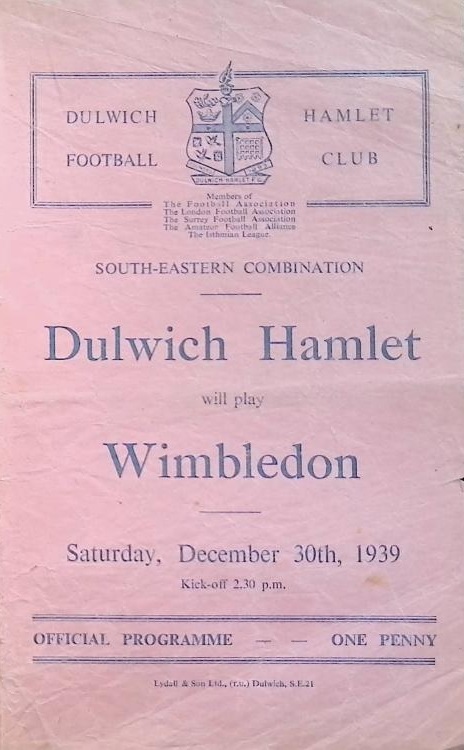 DULWICH HAMLET
FOOTBALL CLUB
DULWICH HAMLET F.C.
Members of
The Football Association
The London Football Association
The Surrey Football Association
The Amateur Football Alliance
The Isthmian League.
SOUTH-EASTERN COMBINATION
Dulwich Hamlet
will play
Wimbledon
Saturday, December 30th, 1939
Kick-off 2.30 p.m.
OFFICIAL PROGRAMME — — ONE PENNY
Lydall & Son Ltd., (T.U.) Dulwich, S.E.21